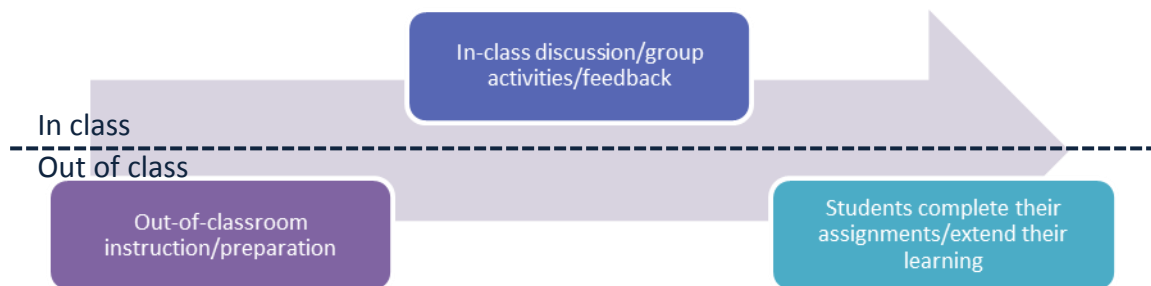 In-class discussion/group
activities/feedback
In class
Out of class
Out-of-classroom
instruction/preparation
Students complete their
assignments/extend their
learning